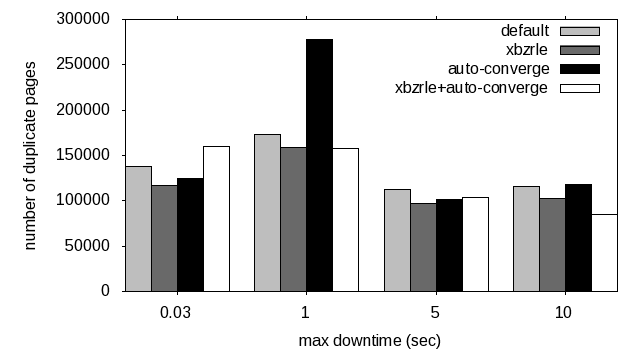 300000
250000
200000
150000
100000
50000
0
number of duplicate pages
default
xbzrle
auto-converge
xbzrle+auto-converge
0.03 1 5 10
max downtime (sec)